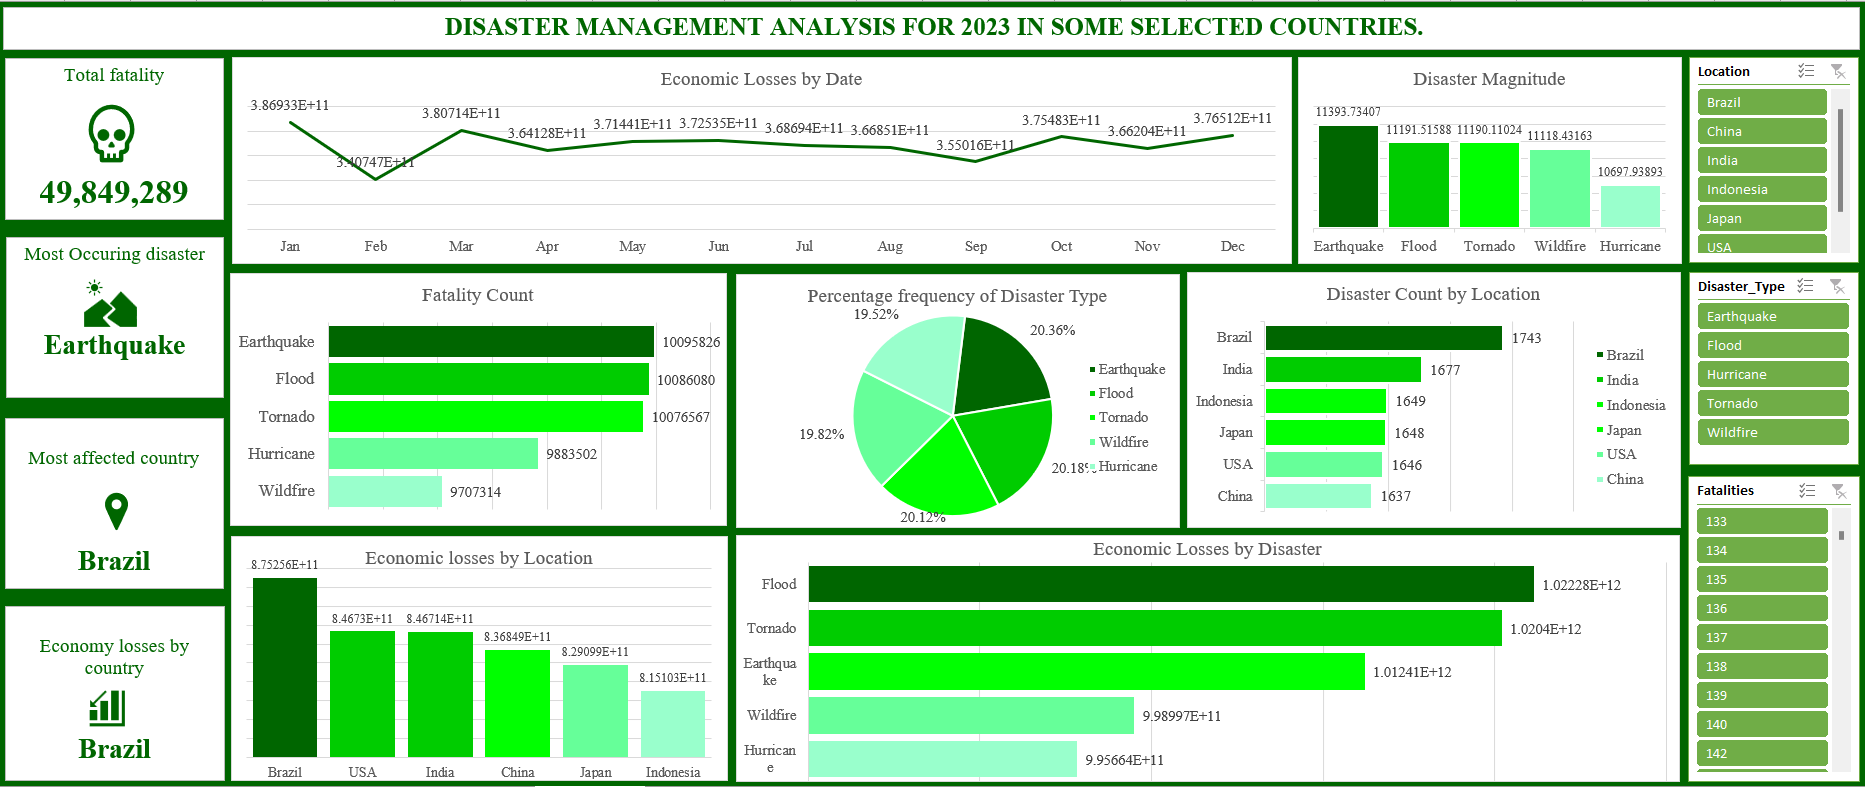 DISASTER MANAGEMENT ANALYSIS FOR 2023 IN SOME SELECTED COUNTRIES.
Total fatality
49,849,289
Most Occuring disaster
Earthquake
Most affected country
Brazil
Economy losses by
country
Brazil
Economic Losses by Date
3.86933E+11
3.40747E+11
3.80714E+11
3.64128E+11
3.71441E+11
3.72535E+11
3.68694E+11
3.66851E+11
3.55016E+11
3.75483E+11
3.66204E+11
3.76512E+11
Jan Feb Mar Apr May Jun Jul Aug Sep Oct Nov Dec
Disaster Magnitude
11393.73407
11191.51588
11190.11024
11118.43163
10697.93893
Earthquake Flood Tornado Wildfire Hurricane
Fatality Count
Earthquake 10095826
Flood 10086080
Tornado 10076567
Hurricane 9883502
Wildfire 9707314
Percentage frequency of Disaster Type
19.52%
20.36%
19.82%
20.18%
20.12%
Earthquake
Flood
Tornado
Wildfire
Hurricane
Disaster Count by Location
Brazil 1743
India 1677
Indonesia 1649
Japan 1648
USA 1646
China 1637
Brazil
India
Indonesia
Japan
USA
China
Economic losses by Location
8.75256E+11
8.4673E+11
8.46714E+11
8.36849E+11
8.29099E+11
8.15103E+11
Brazil USA India China Japan Indonesia
Economic Losses by Disaster
Flood 1.02228E+12
Tornado 1.0204E+12
Earthqua
ke 1.01241E+12
Wildfire 9.98997E+11
Hurrican
e 9.95664E+11
Location
Brazil
China
India
Indonesia
Japan
USA
Disaster_Type
Earthquake
Flood
Hurricane
Tornado
Wildfire
Fatalities
133
134
135
136
137
138
139
140
142